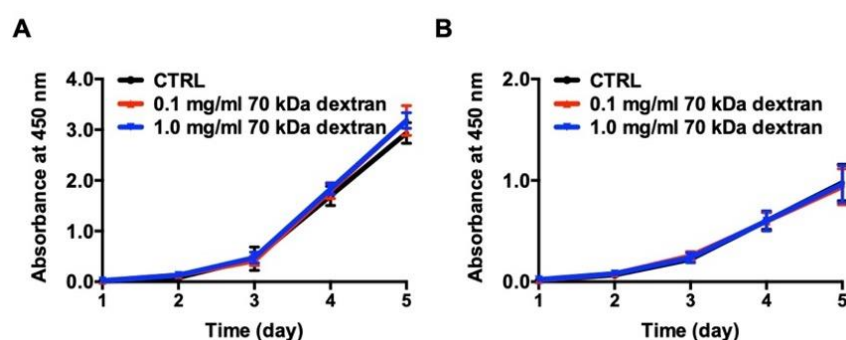 A
Absorbance at 450 nm
4.0
3.0
2.0
1.0
0.0
CTRL
0.1 mg/ml 70 kDa dextran
1.0 mg/ml 70 kDa dextran
1 2 3 4 5
Time (day)
B
Absorbance at 450 nm
2.0
1.0
0.0
CTRL
0.1 mg/ml 70 kDa dextran
1.0 mg/ml 70 kDa dextran
1 2 3 4 5
Time (day)